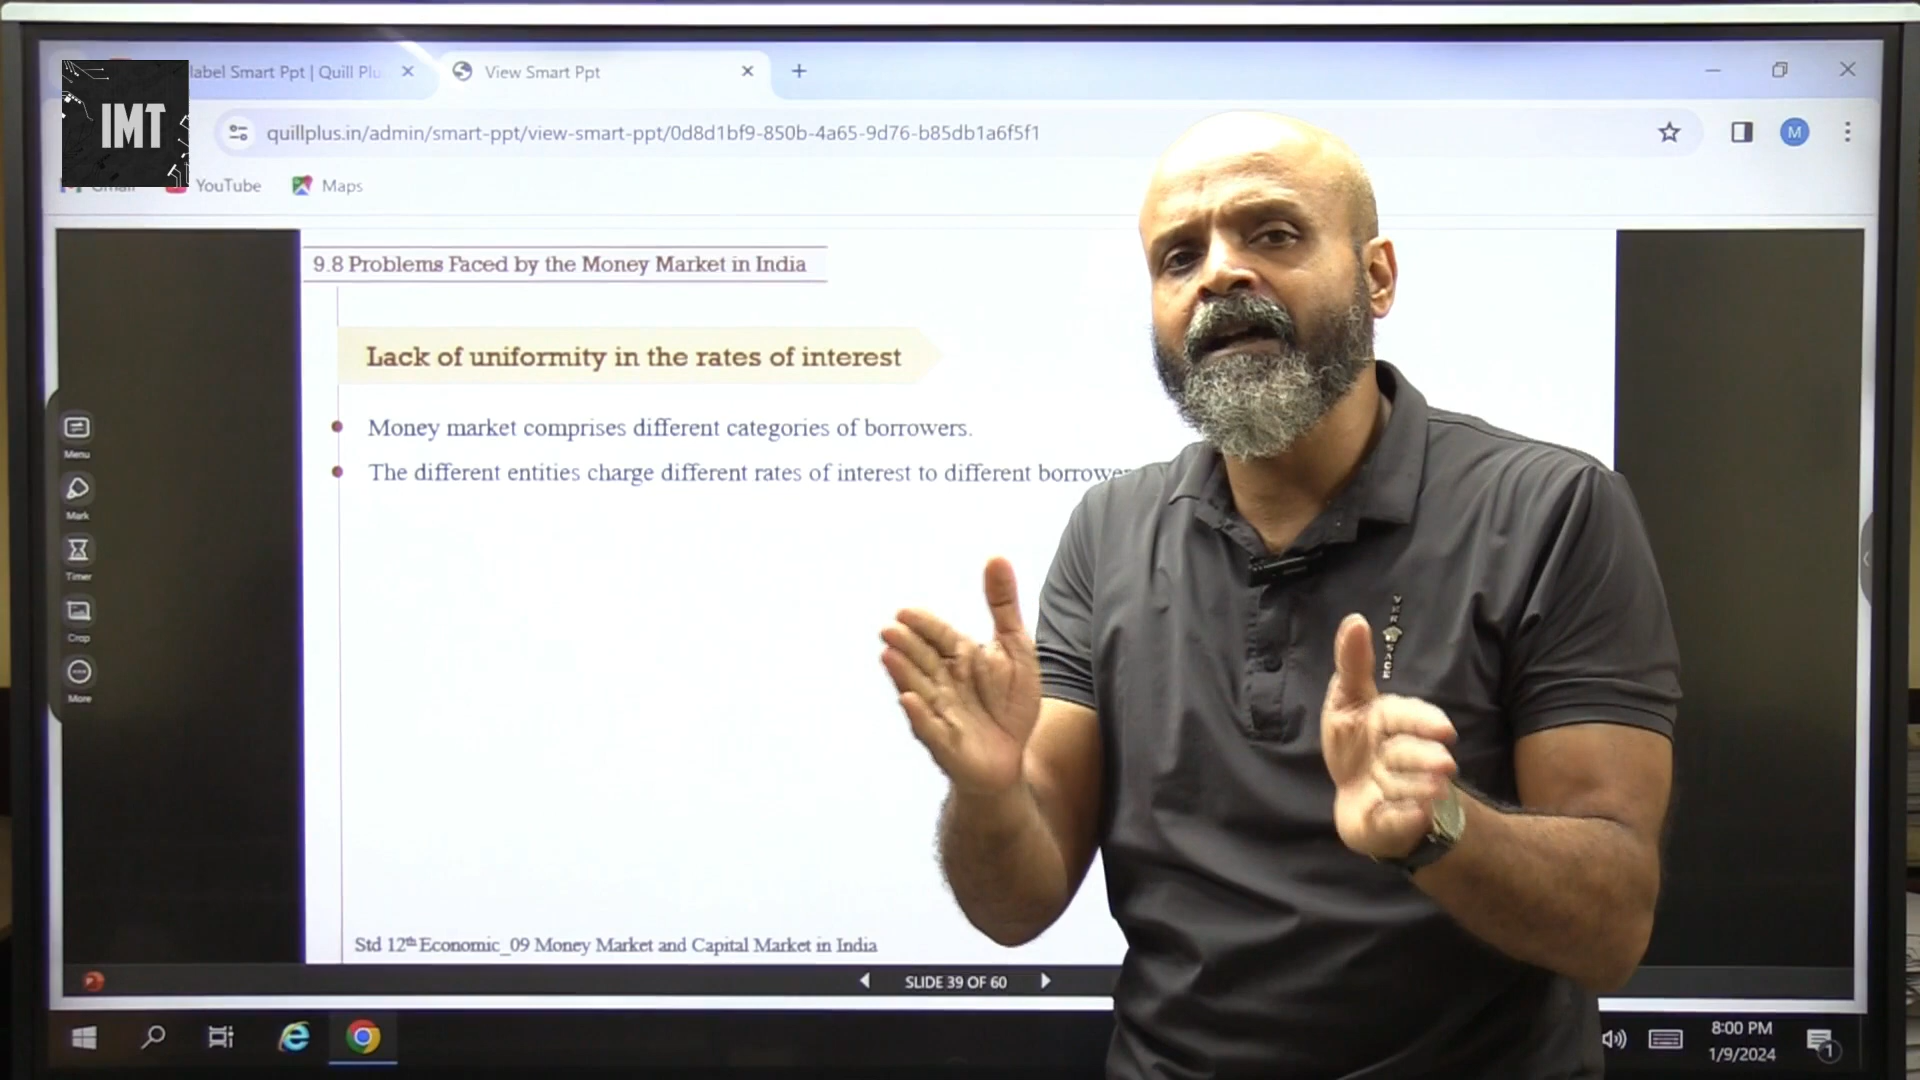 label Smart Ppt | Quill Plu
View Smart Ppt
IMT
quillplus.in/admin/smart-ppt/view-smart-ppt/0d8d1bf9-850b-4a65-9d76-b85db1a6f5f1
M
Gmail
YouTube
Maps
9.8 Problems Faced by the Money Market in India
Lack of uniformity in the rates of interest
Money market comprises different categories of borrowers.
The different entities charge different rates of interest to different borrower
Menu
Mark
Timer
Crop
More
VERSACE
Std 12th Economic_09 Money Market and Capital Market in India
SLIDE 39 OF 60
8:00 PM
1/9/2024
1